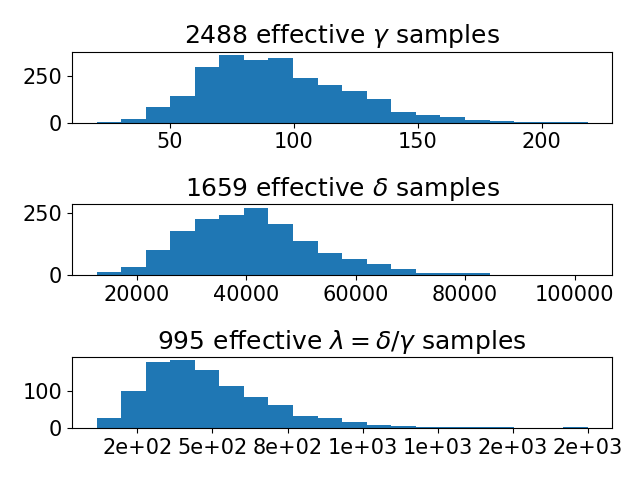 2488 effective γ samples
250
0
50 100 150 200
1659 effective δ samples
250
0
20000 40000 60000 80000 100000
995 effective λ = δ/γ samples
100
0
2e+02 5e+02 8e+02 1e+03 1e+03 2e+03 2e+03